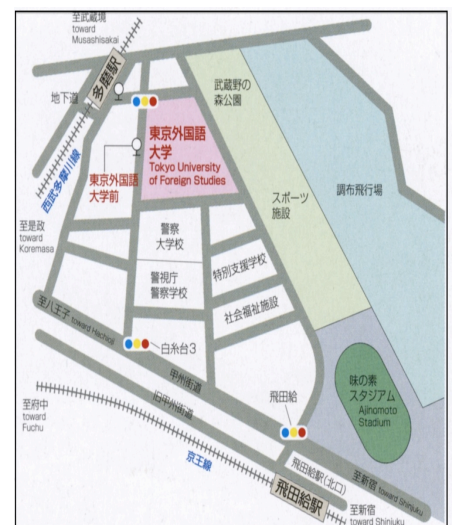 至武蔵境
toward
Musashisakai
多磨駅
地下道
西武多摩川線
東京外国語
大学
Tokyo University
of Foreign Studies
東京外国語
大学前
武蔵野の
森公園
スポーツ
施設
調布飛行場
至是政
toward
Koremasa
警察
大学校
警視庁
警察学校
特別支援学校
社会福祉施設
至八王子 toward Hachioji
白糸台3
甲州街道
旧甲州街道
飛田給
味の素
スタジアム
Ajinomoto
Stadium
至府中
toward
Fuchu
京王線
飛田給駅(北口)
飛田給駅
至新宿 toward Shinjuku
至新宿
toward Shinjuku